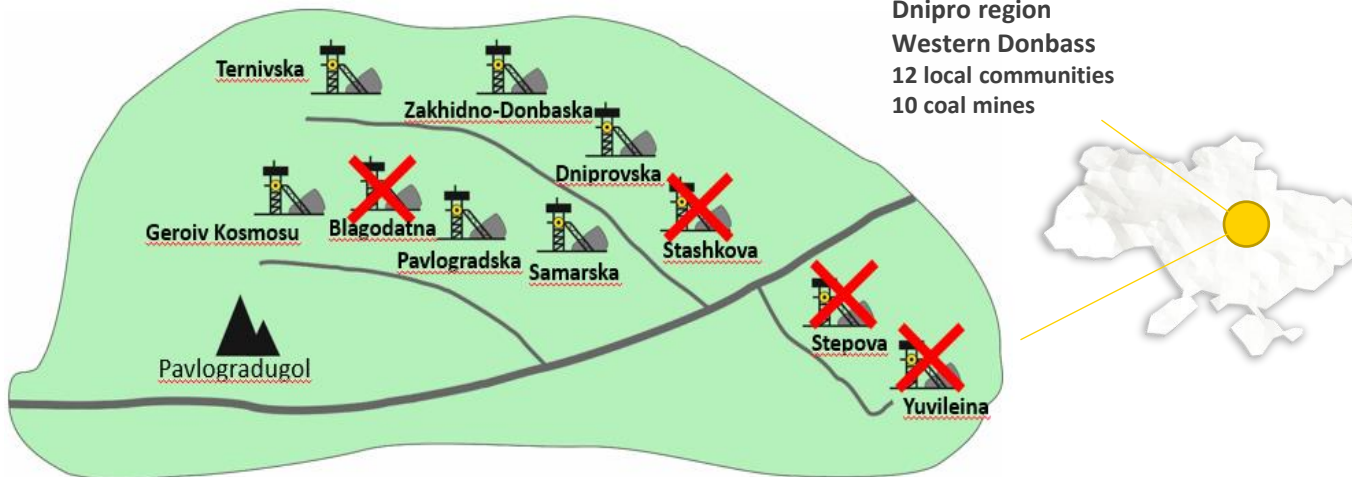 Dnipro region
Western Donbass
12 local communities
10 coal mines
Ternivska
Zakhidno-Donbaska
Dniprovska
Geroiv Kosmosu
Blagodatna
Pavlogradska
Samarska
Stashkova
Stepova
Yuvileina
Pavlogradugol